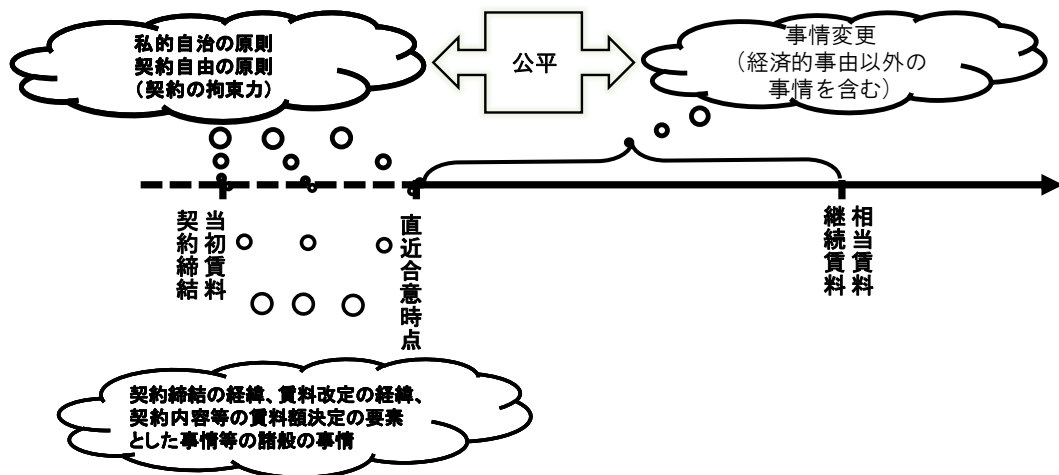 私的自治の原則
契約自由の原則
（契約の拘束力）
公平
事情変更
（経済的事由以外の
事情を含む）
当初賃料
契約締結
直近合意時点
相当賃料
継続賃料
契約締結の経緯、賃料改定の経緯、
契約内容等の賃料額決定の要素
とした事情等の諸般の事情